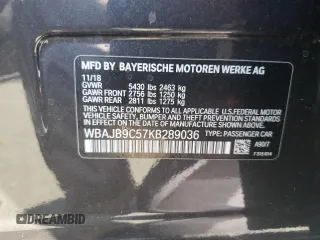 MFD BY BAYERISCHE MOTOREN WERKE AG
11/18
GVWR 5430 lbs 2463 kg
GAWR FRONT 2756 lbs 1250 kg
GAWR REAR 2811 lbs 1275 kg
THIS VEHICLE CONFORMS TO ALL APPLICABLE
FEDERAL MOTOR VEHICLE SAFETY,
BUMPER, AND THEFT PREVENTION STANDARDS
IN EFFECT ON THE DATE OF
MANUFACTURE SHOWN ABOVE.
WBAJB9C57KB289036
TYPE: PASSENGER CAR
A90/7
© DREAMBID